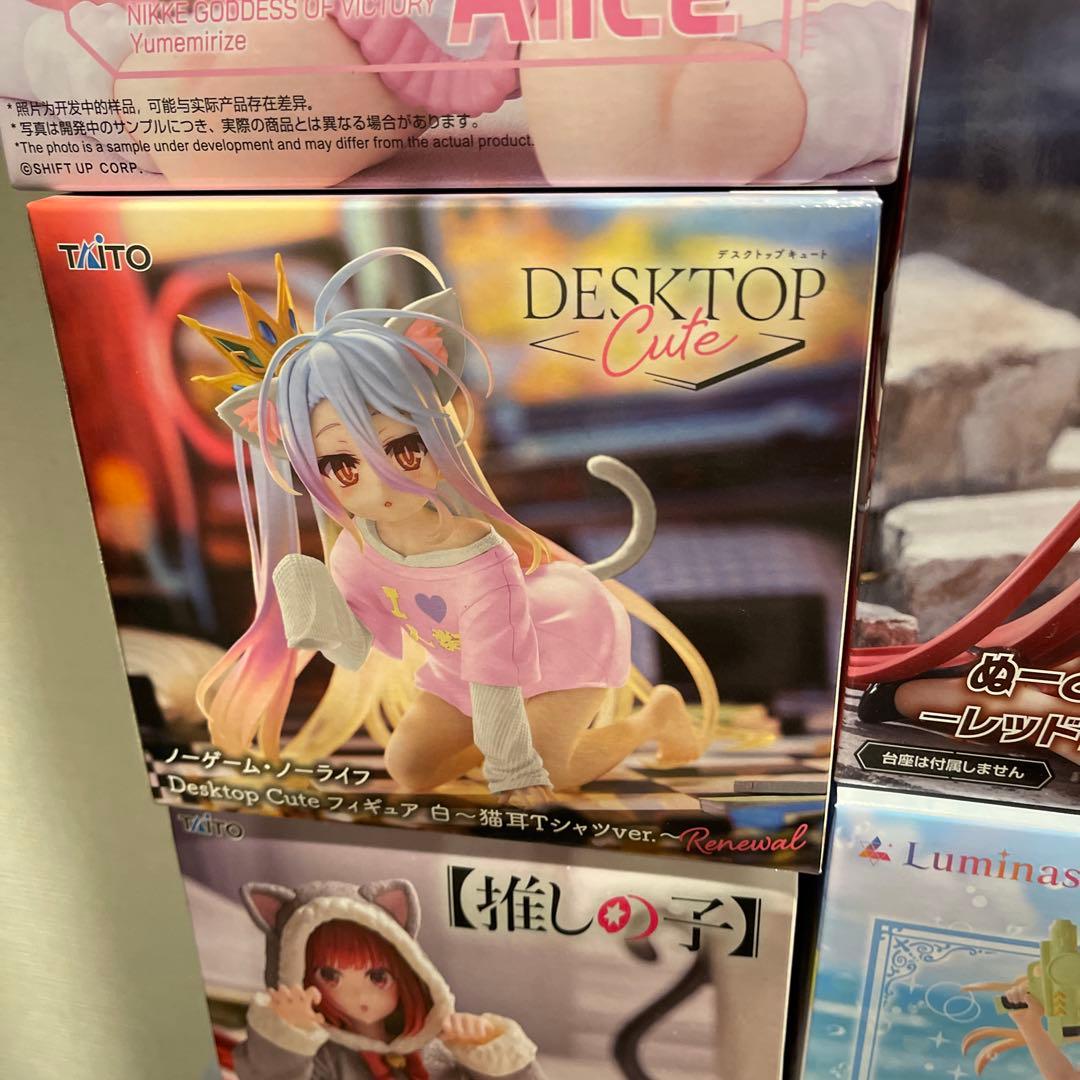 NIKKE GODDESS OF VICTORY
Alice
Yumemirize
*照片为开发中的样品，可能与实际产品存在差异。
*写真は開発中のサンプルにつき、実際の商品とは異なる場合があります。
*The photo is a sample under development and may differ from the actual product.
©SHIFT UP CORP.
TAITO
デスクトップキュート
DESKTOP
Cute
I
ノーゲーム・ノーライフ
Desktop Cute フィギュア 白～猫耳Tシャツver.～
Renewal
TAITO
【推しの子】
ぬー
ーレッド
台座は付属しません
Luminas